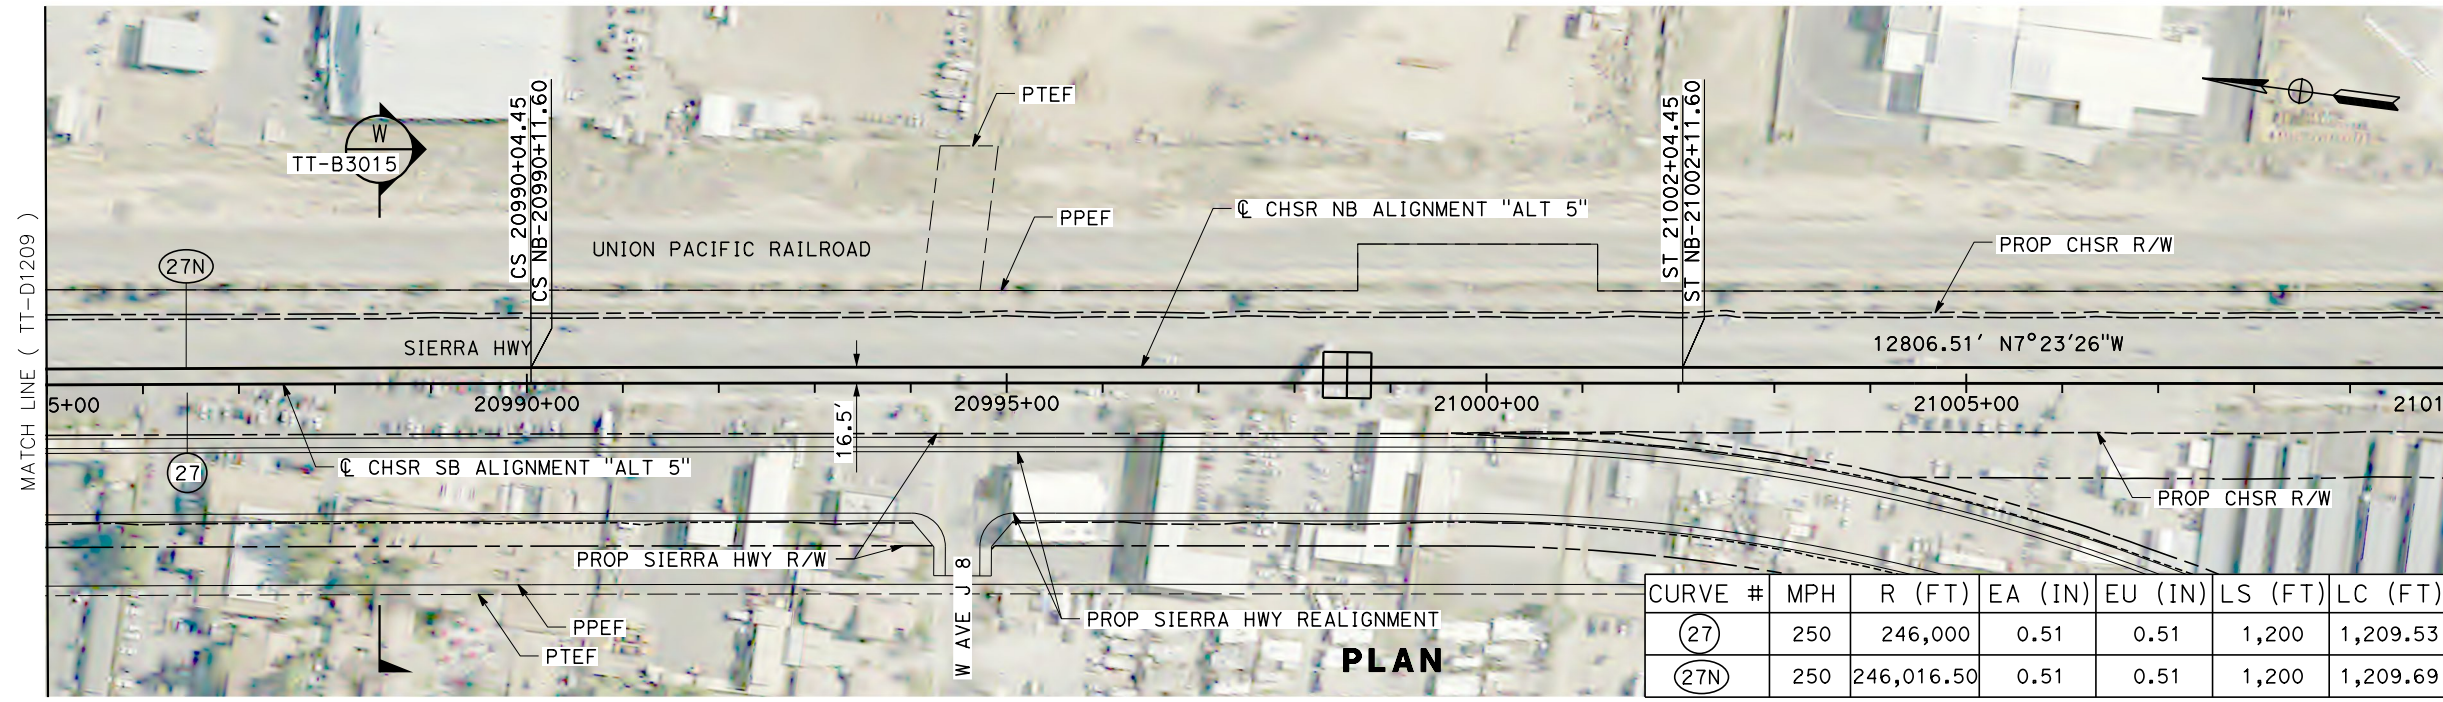 MATCH LINE ( TT-D1209 )
W
TT-B3015
CS 20990+04.45
CS NB-20990+11.60
PTEF
PPEF
℄ CHSR NB ALIGNMENT "ALT 5"
UNION PACIFIC RAILROAD
27N
ST 21002+04.45
ST NB-21002+11.60
PROP CHSR R/W
SIERRA HWY
12806.51' N7°23'26"W
5+00
20990+00
20995+00
21000+00
21005+00
2101
16.5'
27
℄ CHSR SB ALIGNMENT "ALT 5"
PROP CHSR R/W
PROP SIERRA HWY R/W
W AVE J 8
PROP SIERRA HWY REALIGNMENT
PPEF
PTEF
PLAN
CURVE # MPH R (FT) EA (IN) EU (IN) LS (FT) LC (FT)
27 250 246,000 0.51 0.51 1,200 1,209.53
27N 250 246,016.50 0.51 0.51 1,200 1,209.69